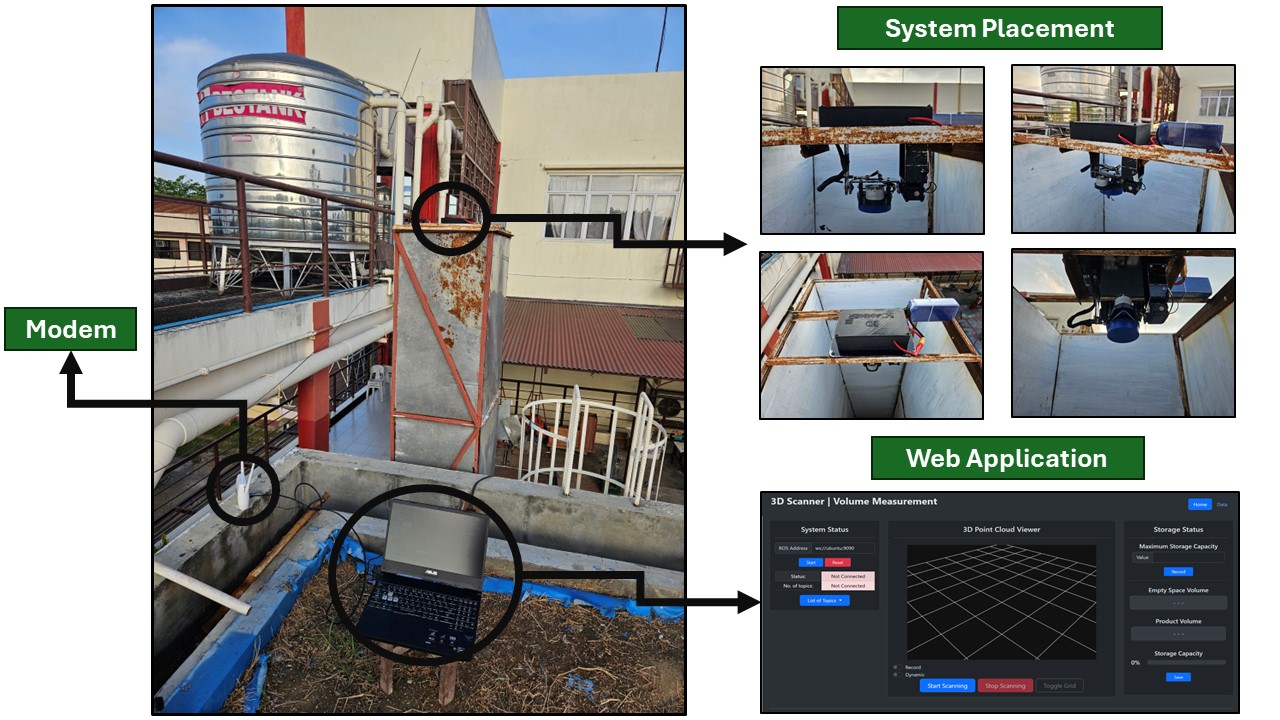 System Placement
BESTANK
Modem
ASUS
Web Application
3D Scanner | Volume Measurement
Home
Data
System Status
ROS Address
ws://ubuntu:9090
Start
Reset
Status:
Not Connected
No. of topics:
Not Connected
List of Topics
3D Point Cloud Viewer
Record
Dynamic
Start Scanning
Stop Scanning
Toggle Grid
Storage Status
Maximum Storage Capacity
Value
Record
Empty Space Volume
- - -
Product Volume
- - -
Storage Capacity
0%
Save